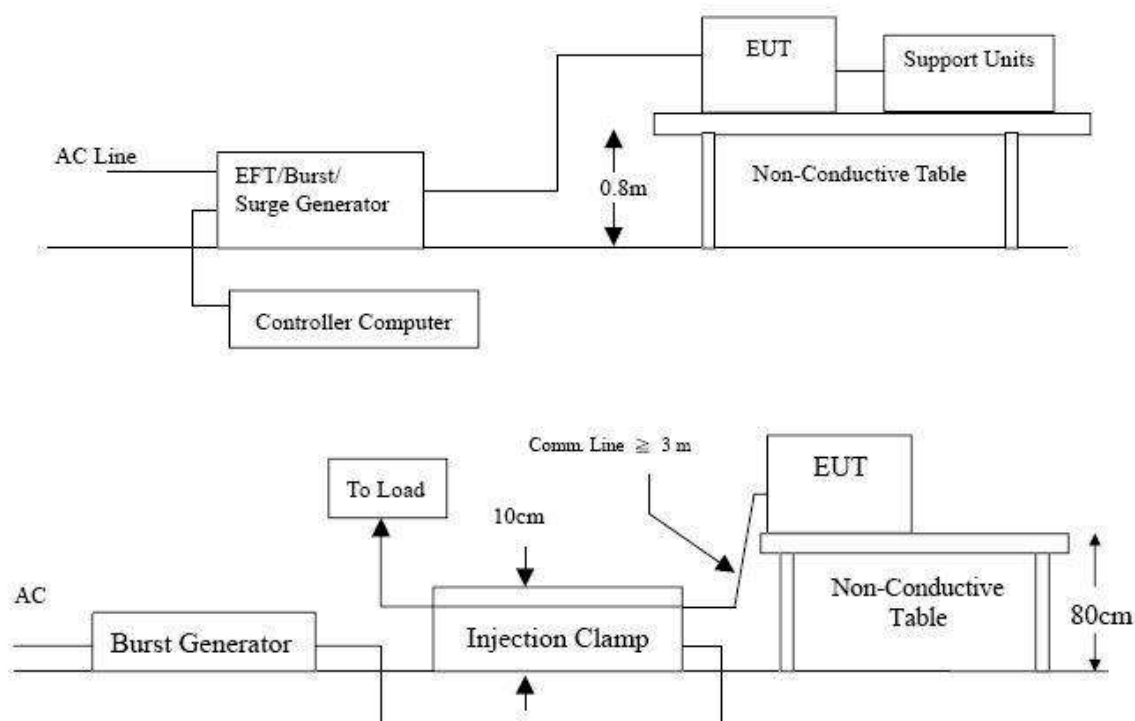 EUT
Support Units
AC Line
EFT/Burst/
Surge Generator
0.8m
Non-Conductive Table
Controller Computer
Comm. Line ≧ 3 m
EUT
To Load
10cm
AC
Burst Generator
Injection Clamp
Non-Conductive
Table
80cm